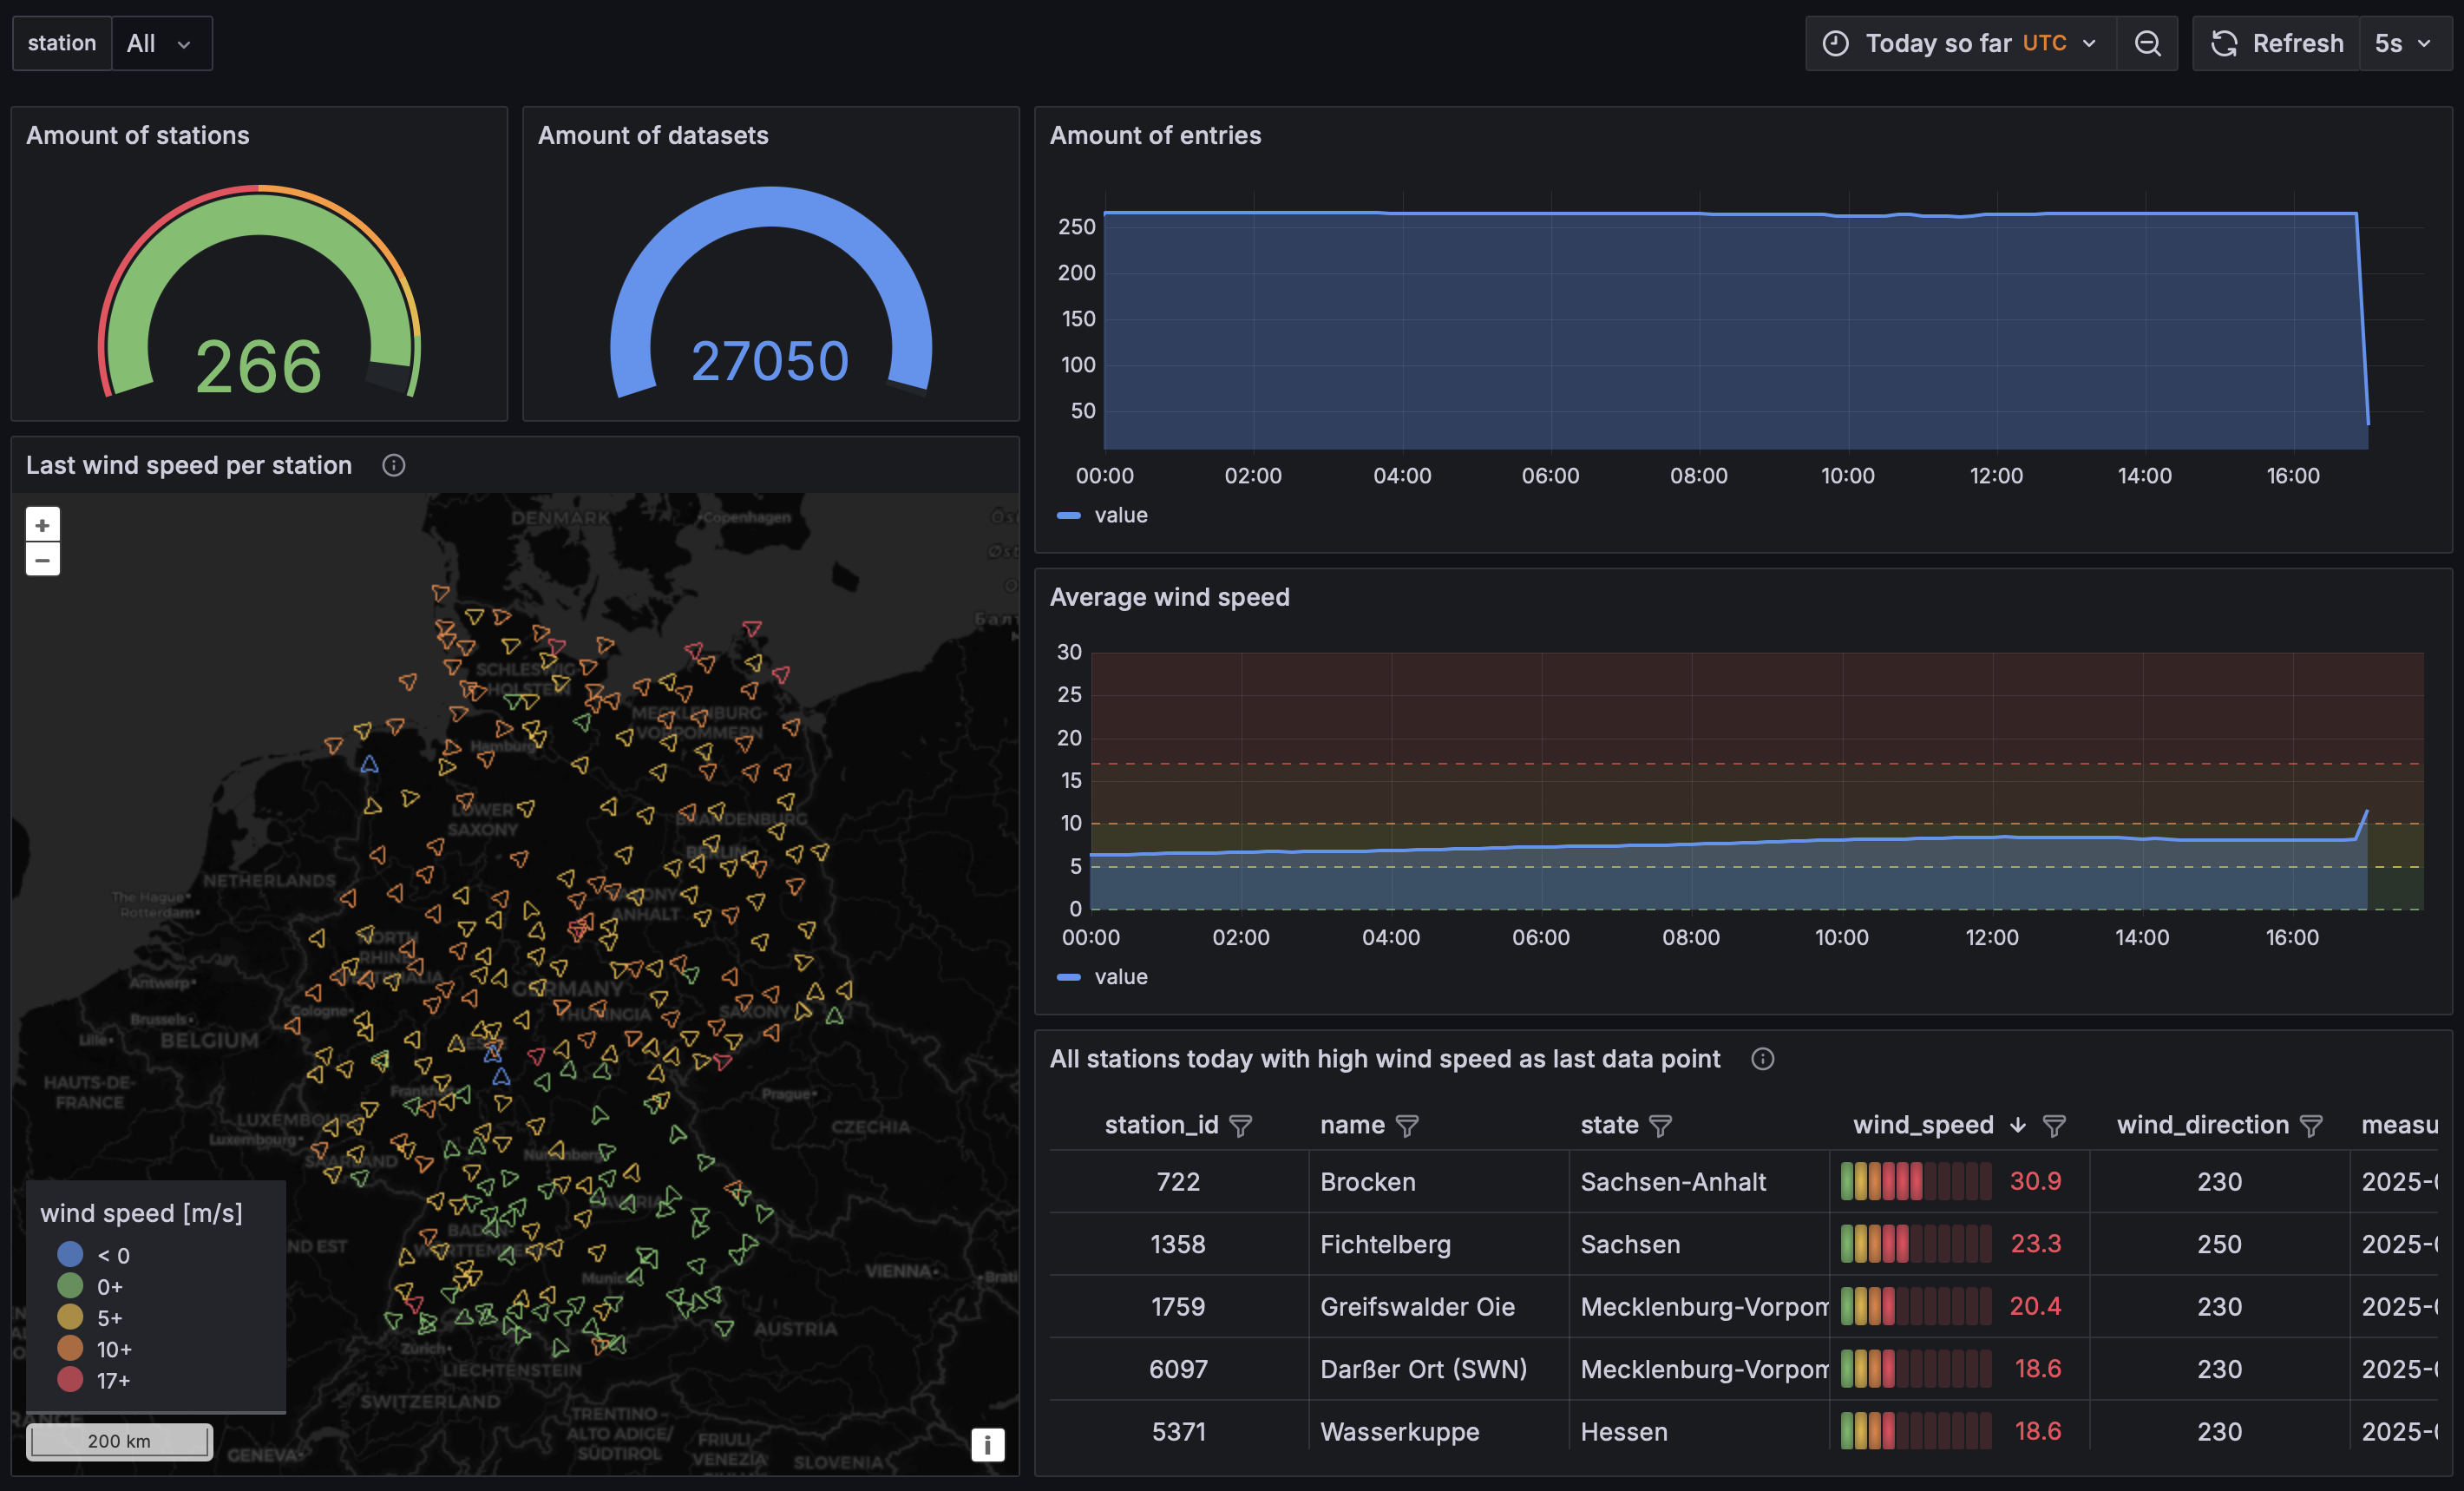 station All
Today so far UTC
Refresh 5s
Amount of stations
266
Amount of datasets
27050
Amount of entries
250
200
150
100
50
00:00 02:00 04:00 06:00 08:00 10:00 12:00 14:00 16:00
value
Last wind speed per station
+
−
DENMARK
Copenhagen
SCHLESWIG-
HOLSTEIN
MECKLENBURG-
VORPOMMERN
Hamburg
LOWER
SAXONY
BRANDENBURG
BERLIN
NETHERLANDS
The Hague
Rotterdam
SAXONY
ANHALT
NORTH
RHINE
Antwerp
GERMANY
Cologne
THURINGIA
SAXONY
Brussels
Lille
BELGIUM
HAUTS-DE-
FRANCE
Prague
LUXEMBOURG
Luxembourg
CZECHIA
SAARLAND
Nuremberg
BAVARIA
BADEN-
WÜRTTEMBERG
Munich
VIENNA
AUSTRIA
Zürich
LIECHTENSTEIN
SWITZERLAND
TRENTINO-
ALTO ADIGE/
SÜDTIROL
FRIULI
VENEZIA
SLOVENIA
GENEVA
wind speed [m/s]
< 0
0+
5+
10+
17+
200 km
i
Average wind speed
30
25
20
15
10
5
0
00:00 02:00 04:00 06:00 08:00 10:00 12:00 14:00 16:00
value
All stations today with high wind speed as last data point
station_id name state wind_speed wind_direction measu
722 Brocken Sachsen-Anhalt 30.9 230 2025-
1358 Fichtelberg Sachsen 23.3 250 2025-
1759 Greifswalder Oie Mecklenburg-Vorpom 20.4 230 2025-
6097 Darßer Ort (SWN) Mecklenburg-Vorpom 18.6 230 2025-
5371 Wasserkuppe Hessen 18.6 230 2025-